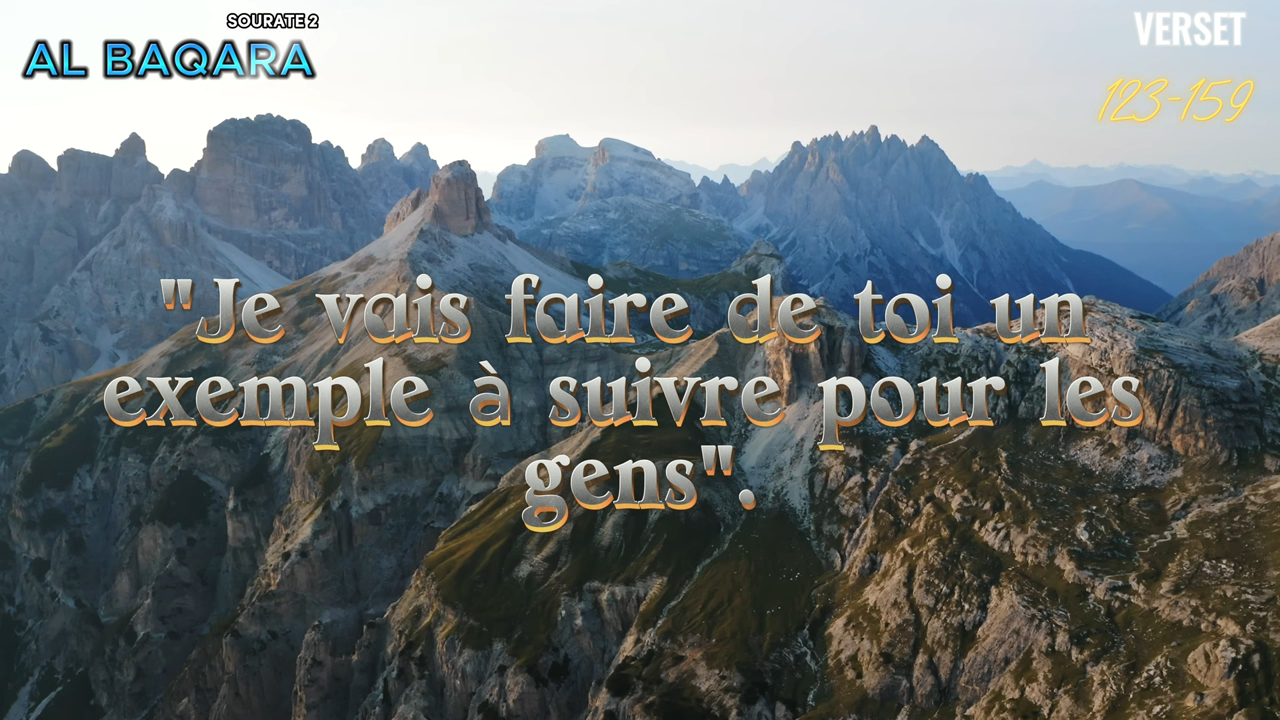 SOURATE 2
AL BAQARA
VERSET
123-159
"Je vais faire de toi un
exemple à suivre pour les
gens".